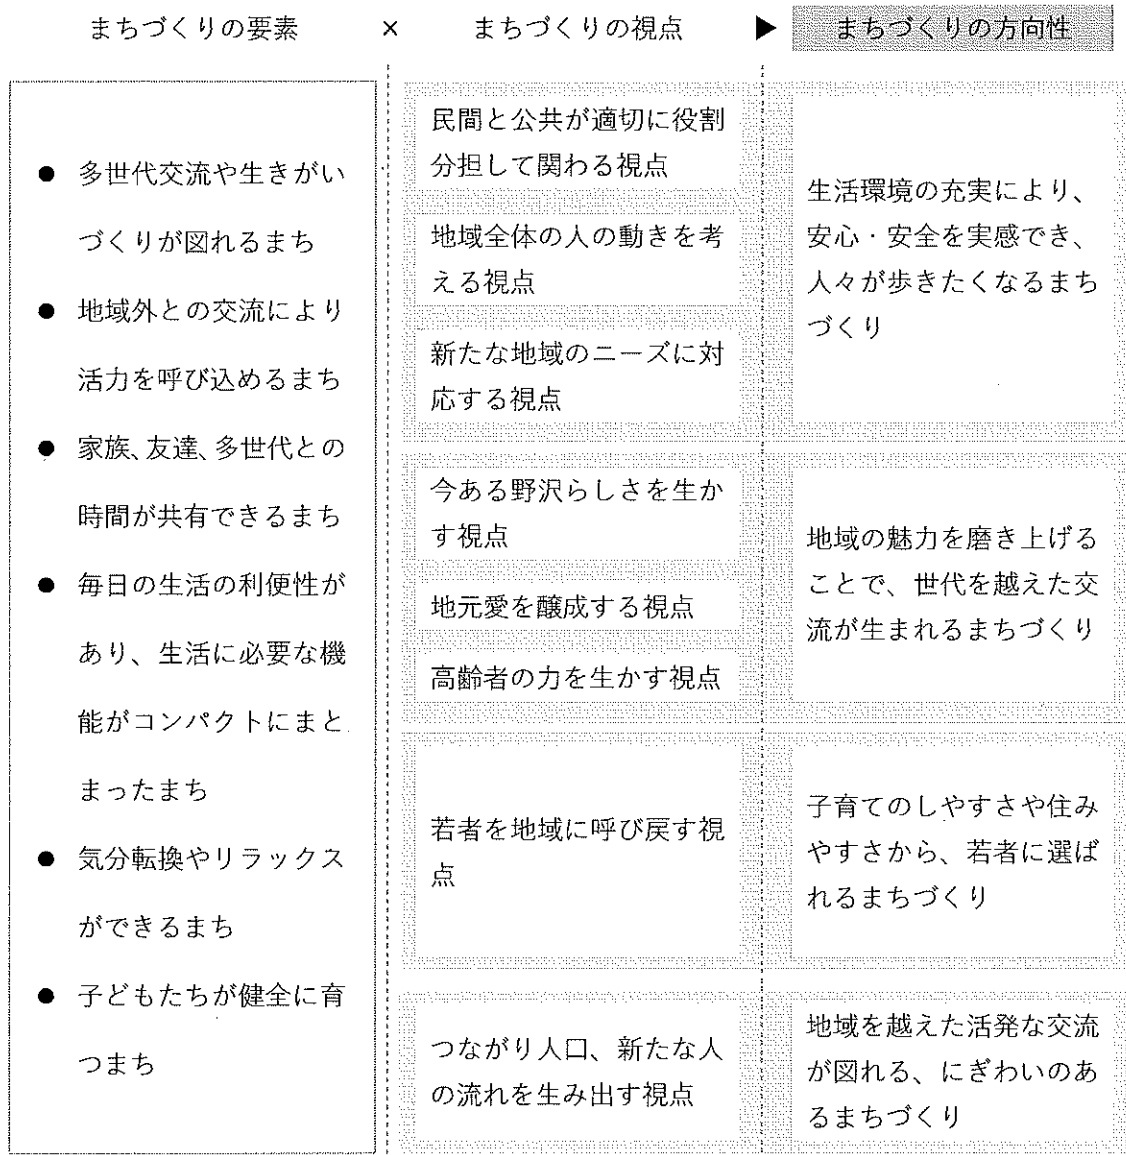 まちづくりの要素 × まちづくりの視点 ▶ まちづくりの方向性
● 多世代交流や生きがい
づくりが図れるまち
● 地域外との交流により
活力を呼び込めるまち
● 家族、友達、多世代との
時間が共有できるまち
● 毎日の生活の利便性が
あり、生活に必要な機
能がコンパクトにまと
まったまち
● 気分転換やリラックス
ができるまち
● 子どもたちが健全に育
つまち
民間と公共が適切に役割
分担して関わる視点
地域全体の人の動きを考
える視点
新たな地域のニーズに対
応する視点
生活環境の充実により、
安心・安全を実感でき、
人々が歩きたくなるまち
づくり
今ある野沢らしさを生か
す視点
地元愛を醸成する視点
高齢者の力を生かす視点
地域の魅力を磨き上げる
ことで、世代を越えた交
流が生まれるまちづくり
若者を地域に呼び戻す視
点
子育てのしやすさや住み
やすさから、若者に選ば
れるまちづくり
つながり人口、新たな人
の流れを生み出す視点
地域を越えた活発な交流
が図れる、にぎわいのあ
るまちづくり